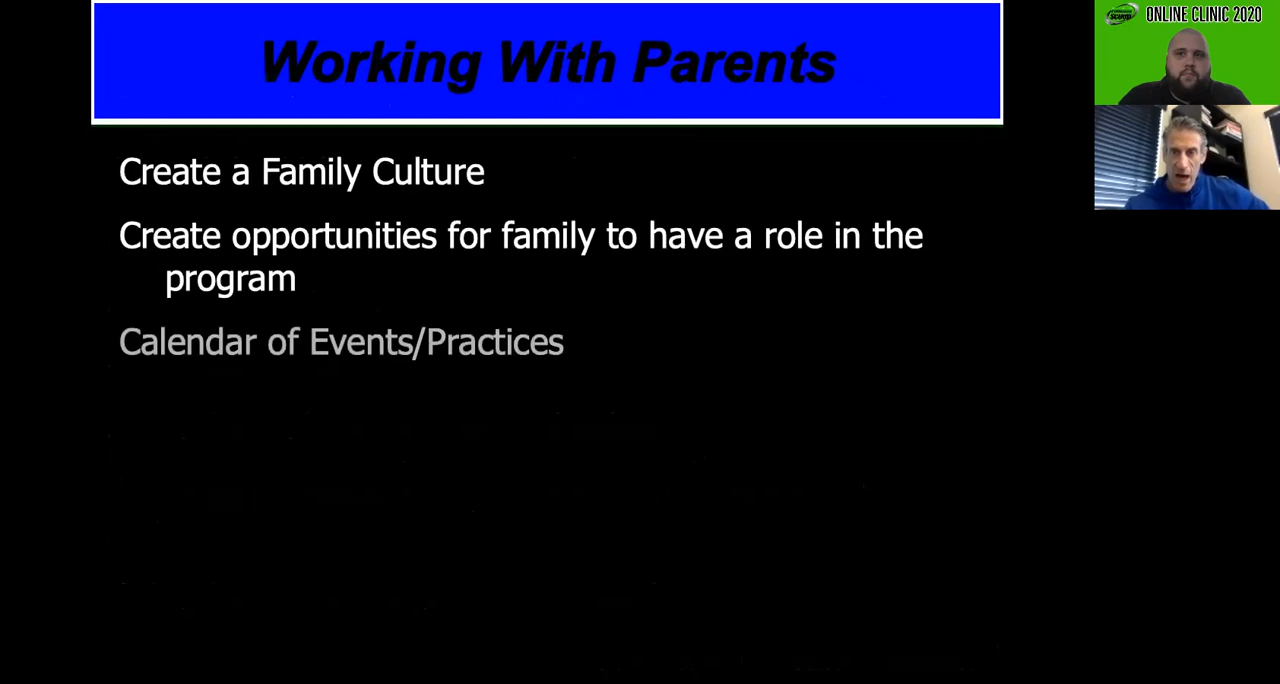 Working With Parents
ONLINE CLINIC 2020
Create a Family Culture
Create opportunities for family to have a role in the
program
Calendar of Events/Practices